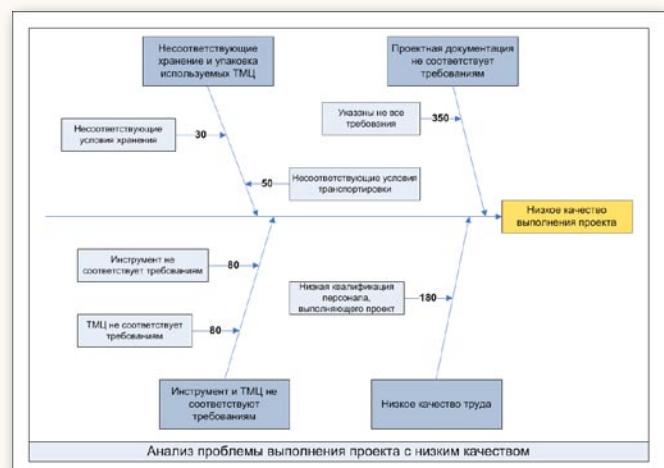 Несоответствующие
хранение и упаковка
используемых ТМЦ
Проектная документация
не соответствует
требованиям
Указаны не все
требования
350
Несоответствующие
условия хранения
30
50
Несоответствующие условия
транспортировки
Низкое качество
выполнения проекта
Инструмент не
соответствует требованиям
80
Низкая квалификация
персонала,
выполняющего проект
180
ТМЦ не соответствует
требованиям
80
Инструмент и ТМЦ не
соответствуют
требованиям
Низкое качество труда
Анализ проблемы выполнения проекта с низким качеством